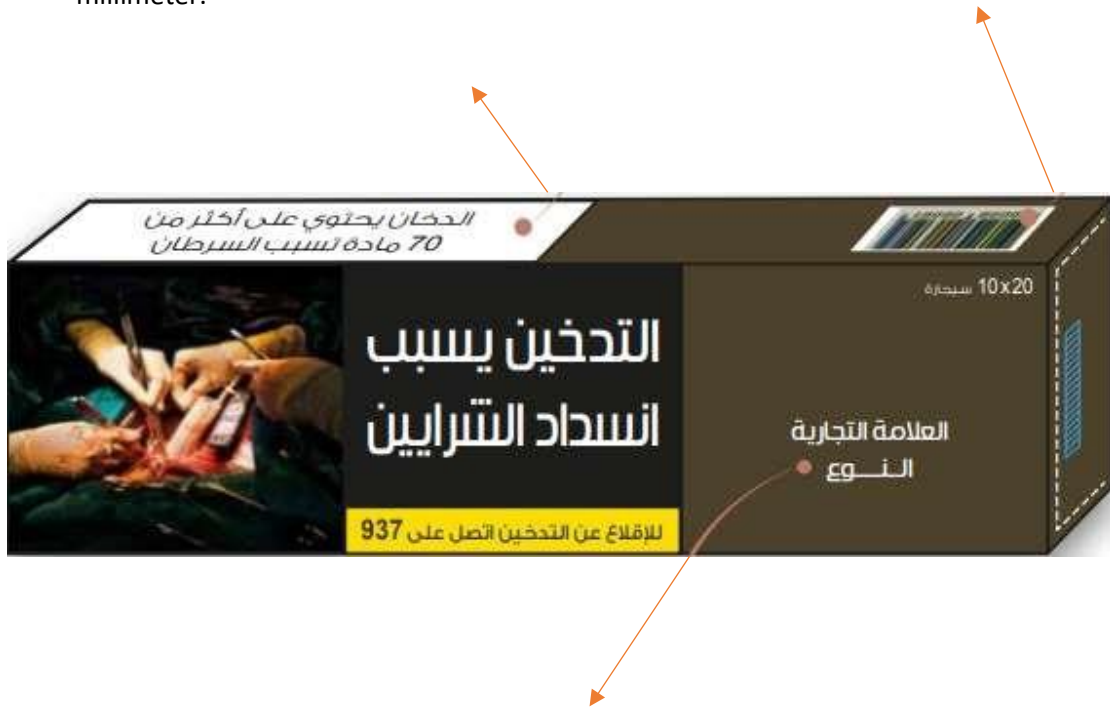 millimeter.
الدخان يحتوي على أكثر من
70 مادة تسبب السرطان
10x20 سيجارة
التدخين يسبب
انسداد الشرايين
العلامة التجارية
النـــوع
للإقلاع عن التدخين اتصل على 937